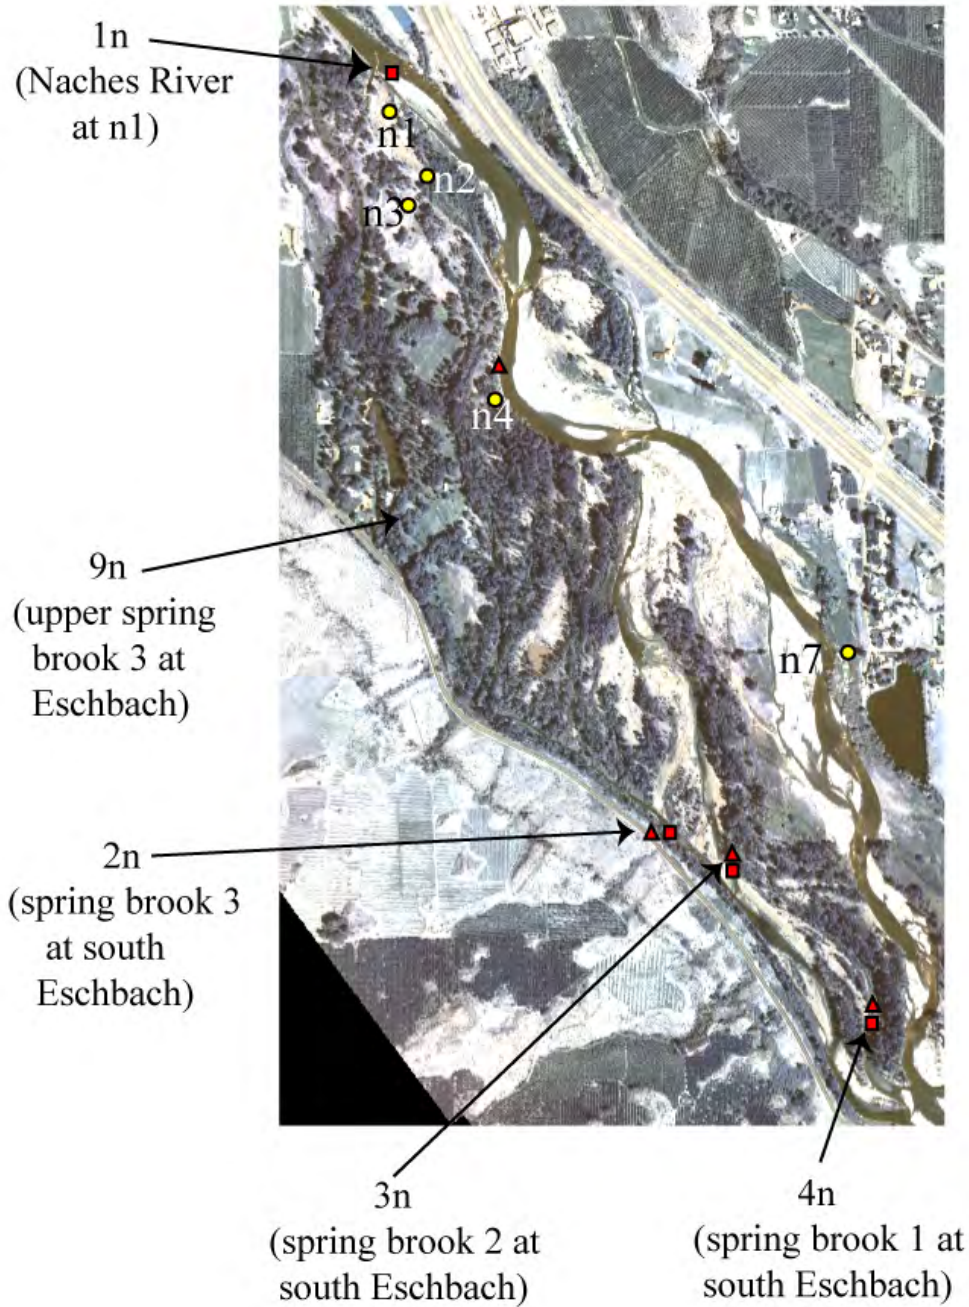 1n
(Naches River
at n1)
n1
n2
n3
n4
9n
(upper spring
brook 3 at
Eschbach)
n7
2n
(spring brook 3
at south
Eschbach)
3n
(spring brook 2 at
south Eschbach)
4n
(spring brook 1 at
south Eschbach)